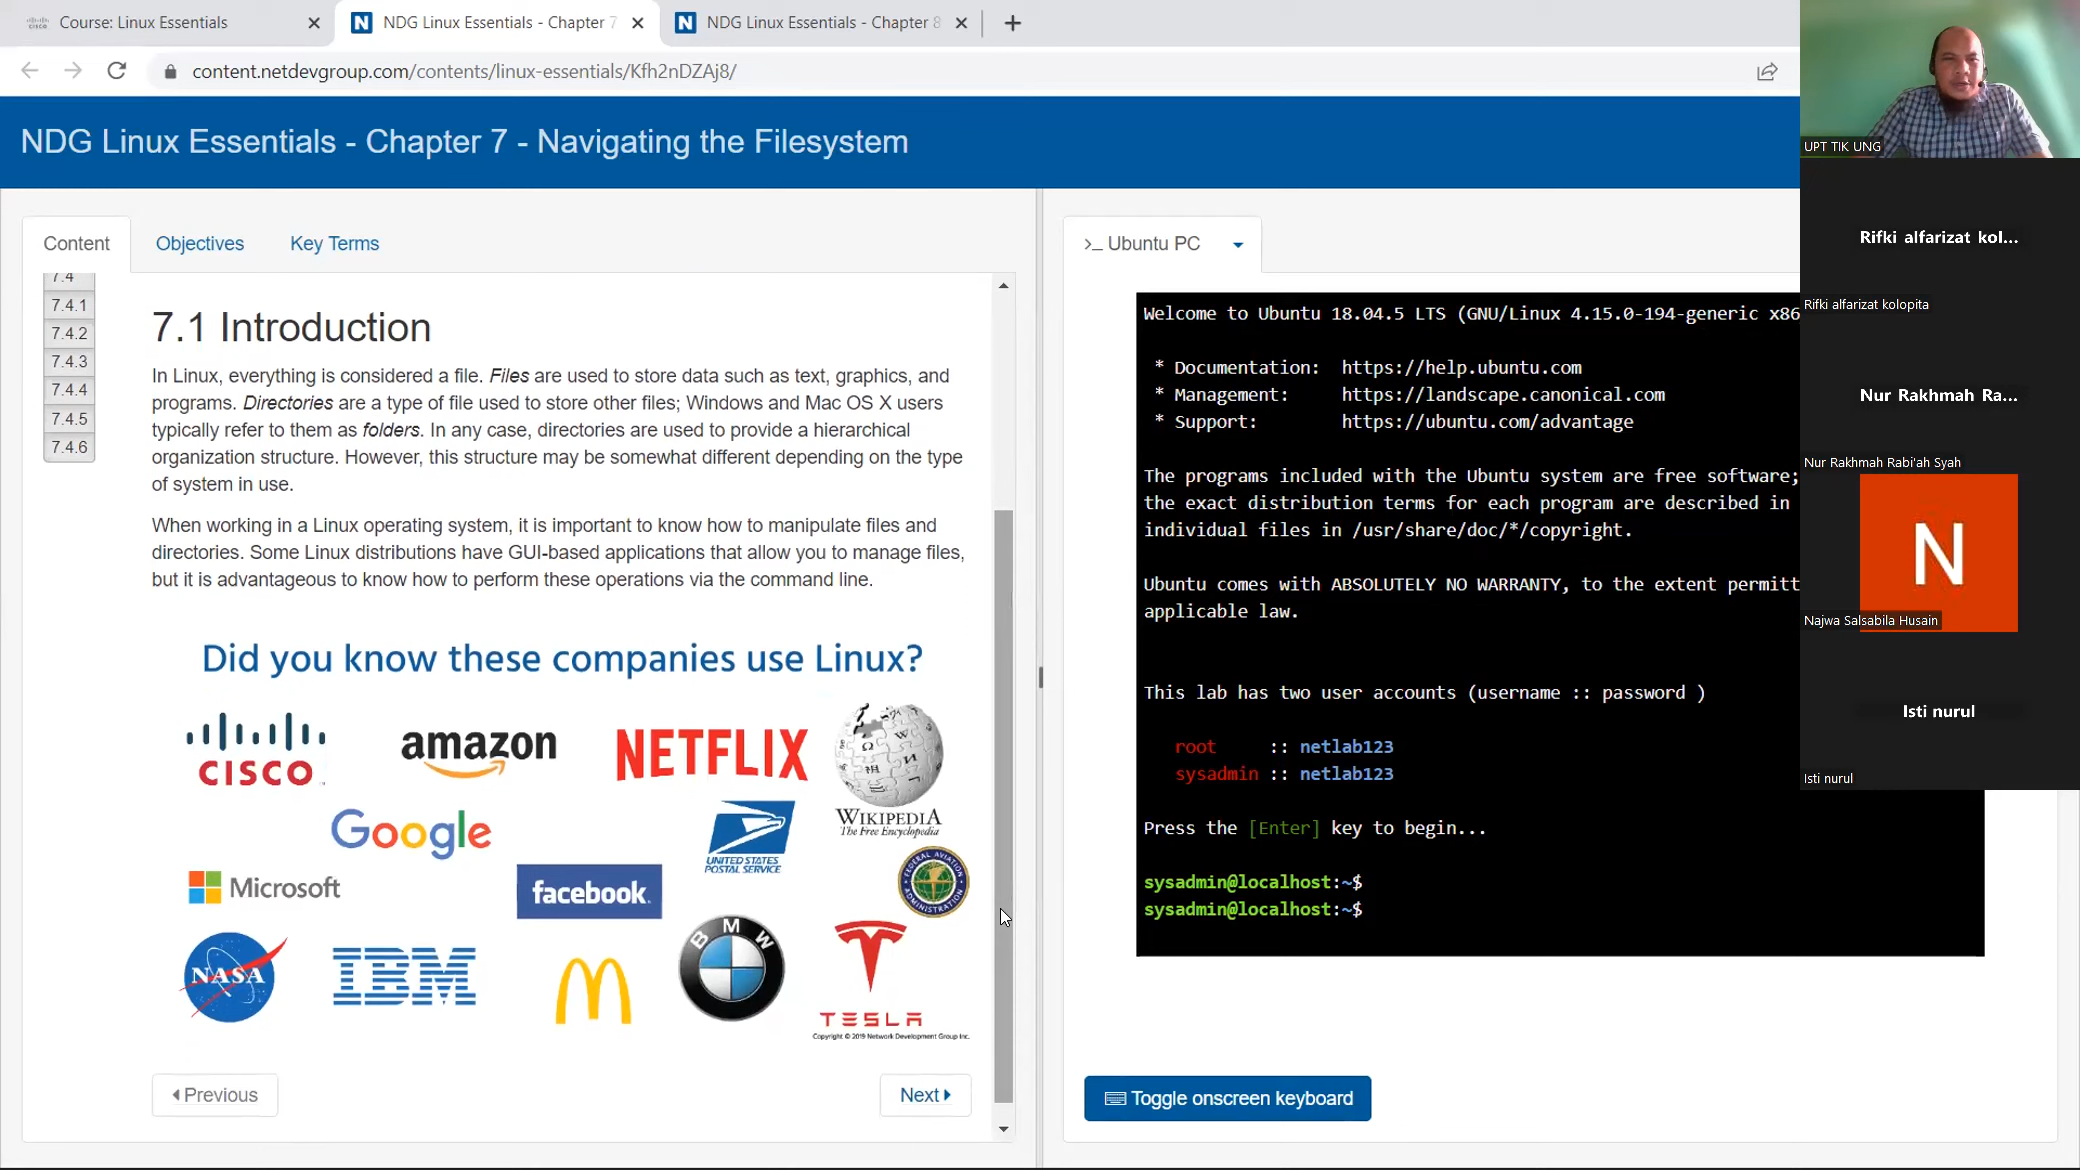 Course: Linux Essentials
NDG Linux Essentials - Chapter 7
NDG Linux Essentials - Chapter 8
content.netdevgroup.com/contents/linux-essentials/Kfh2nDZAj8/
NDG Linux Essentials - Chapter 7 - Navigating the Filesystem
Content
Objectives
Key Terms
7.4
7.4.1
7.4.2
7.4.3
7.4.4
7.4.5
7.4.6
7.1 Introduction
In Linux, everything is considered a file. Files are used to store data such as text, graphics, and
programs. Directories are a type of file used to store other files; Windows and Mac OS X users
typically refer to them as folders. In any case, directories are used to provide a hierarchical
organization structure. However, this structure may be somewhat different depending on the type
of system in use.
When working in a Linux operating system, it is important to know how to manipulate files and
directories. Some Linux distributions have GUI-based applications that allow you to manage files,
but it is advantageous to know how to perform these operations via the command line.
Did you know these companies use Linux?
CISCO
amazon
NETFLIX
WIKIPEDIA
The Free Encyclopedia
Google
UNITED STATES
POSTAL SERVICE
Microsoft
facebook
FEDERAL AVIATION
ADMINISTRATION
NASA
IBM
BMW
TESLA
Copyright © 2019 Network Development Group Inc.
Previous
Next
>_ Ubuntu PC
Welcome to Ubuntu 18.04.5 LTS (GNU/Linux 4.15.0-194-generic x86
* Documentation: https://help.ubuntu.com
* Management: https://landscape.canonical.com
* Support: https://ubuntu.com/advantage
The programs included with the Ubuntu system are free software;
the exact distribution terms for each program are described in
individual files in /usr/share/doc/*/copyright.
Ubuntu comes with ABSOLUTELY NO WARRANTY, to the extent permitt
applicable law.
This lab has two user accounts (username :: password )
root :: netlab123
sysadmin :: netlab123
Press the [Enter] key to begin...
sysadmin@localhost:~$
sysadmin@localhost:~$
Toggle onscreen keyboard
UPT TIK UNG
Rifki alfarizat kol...
Rifki alfarizat kolopita
Nur Rakhmah Ra...
Nur Rakhmah Rabi'ah Syah
N
Najwa Salsabila Husain
Isti nurul
Isti nurul